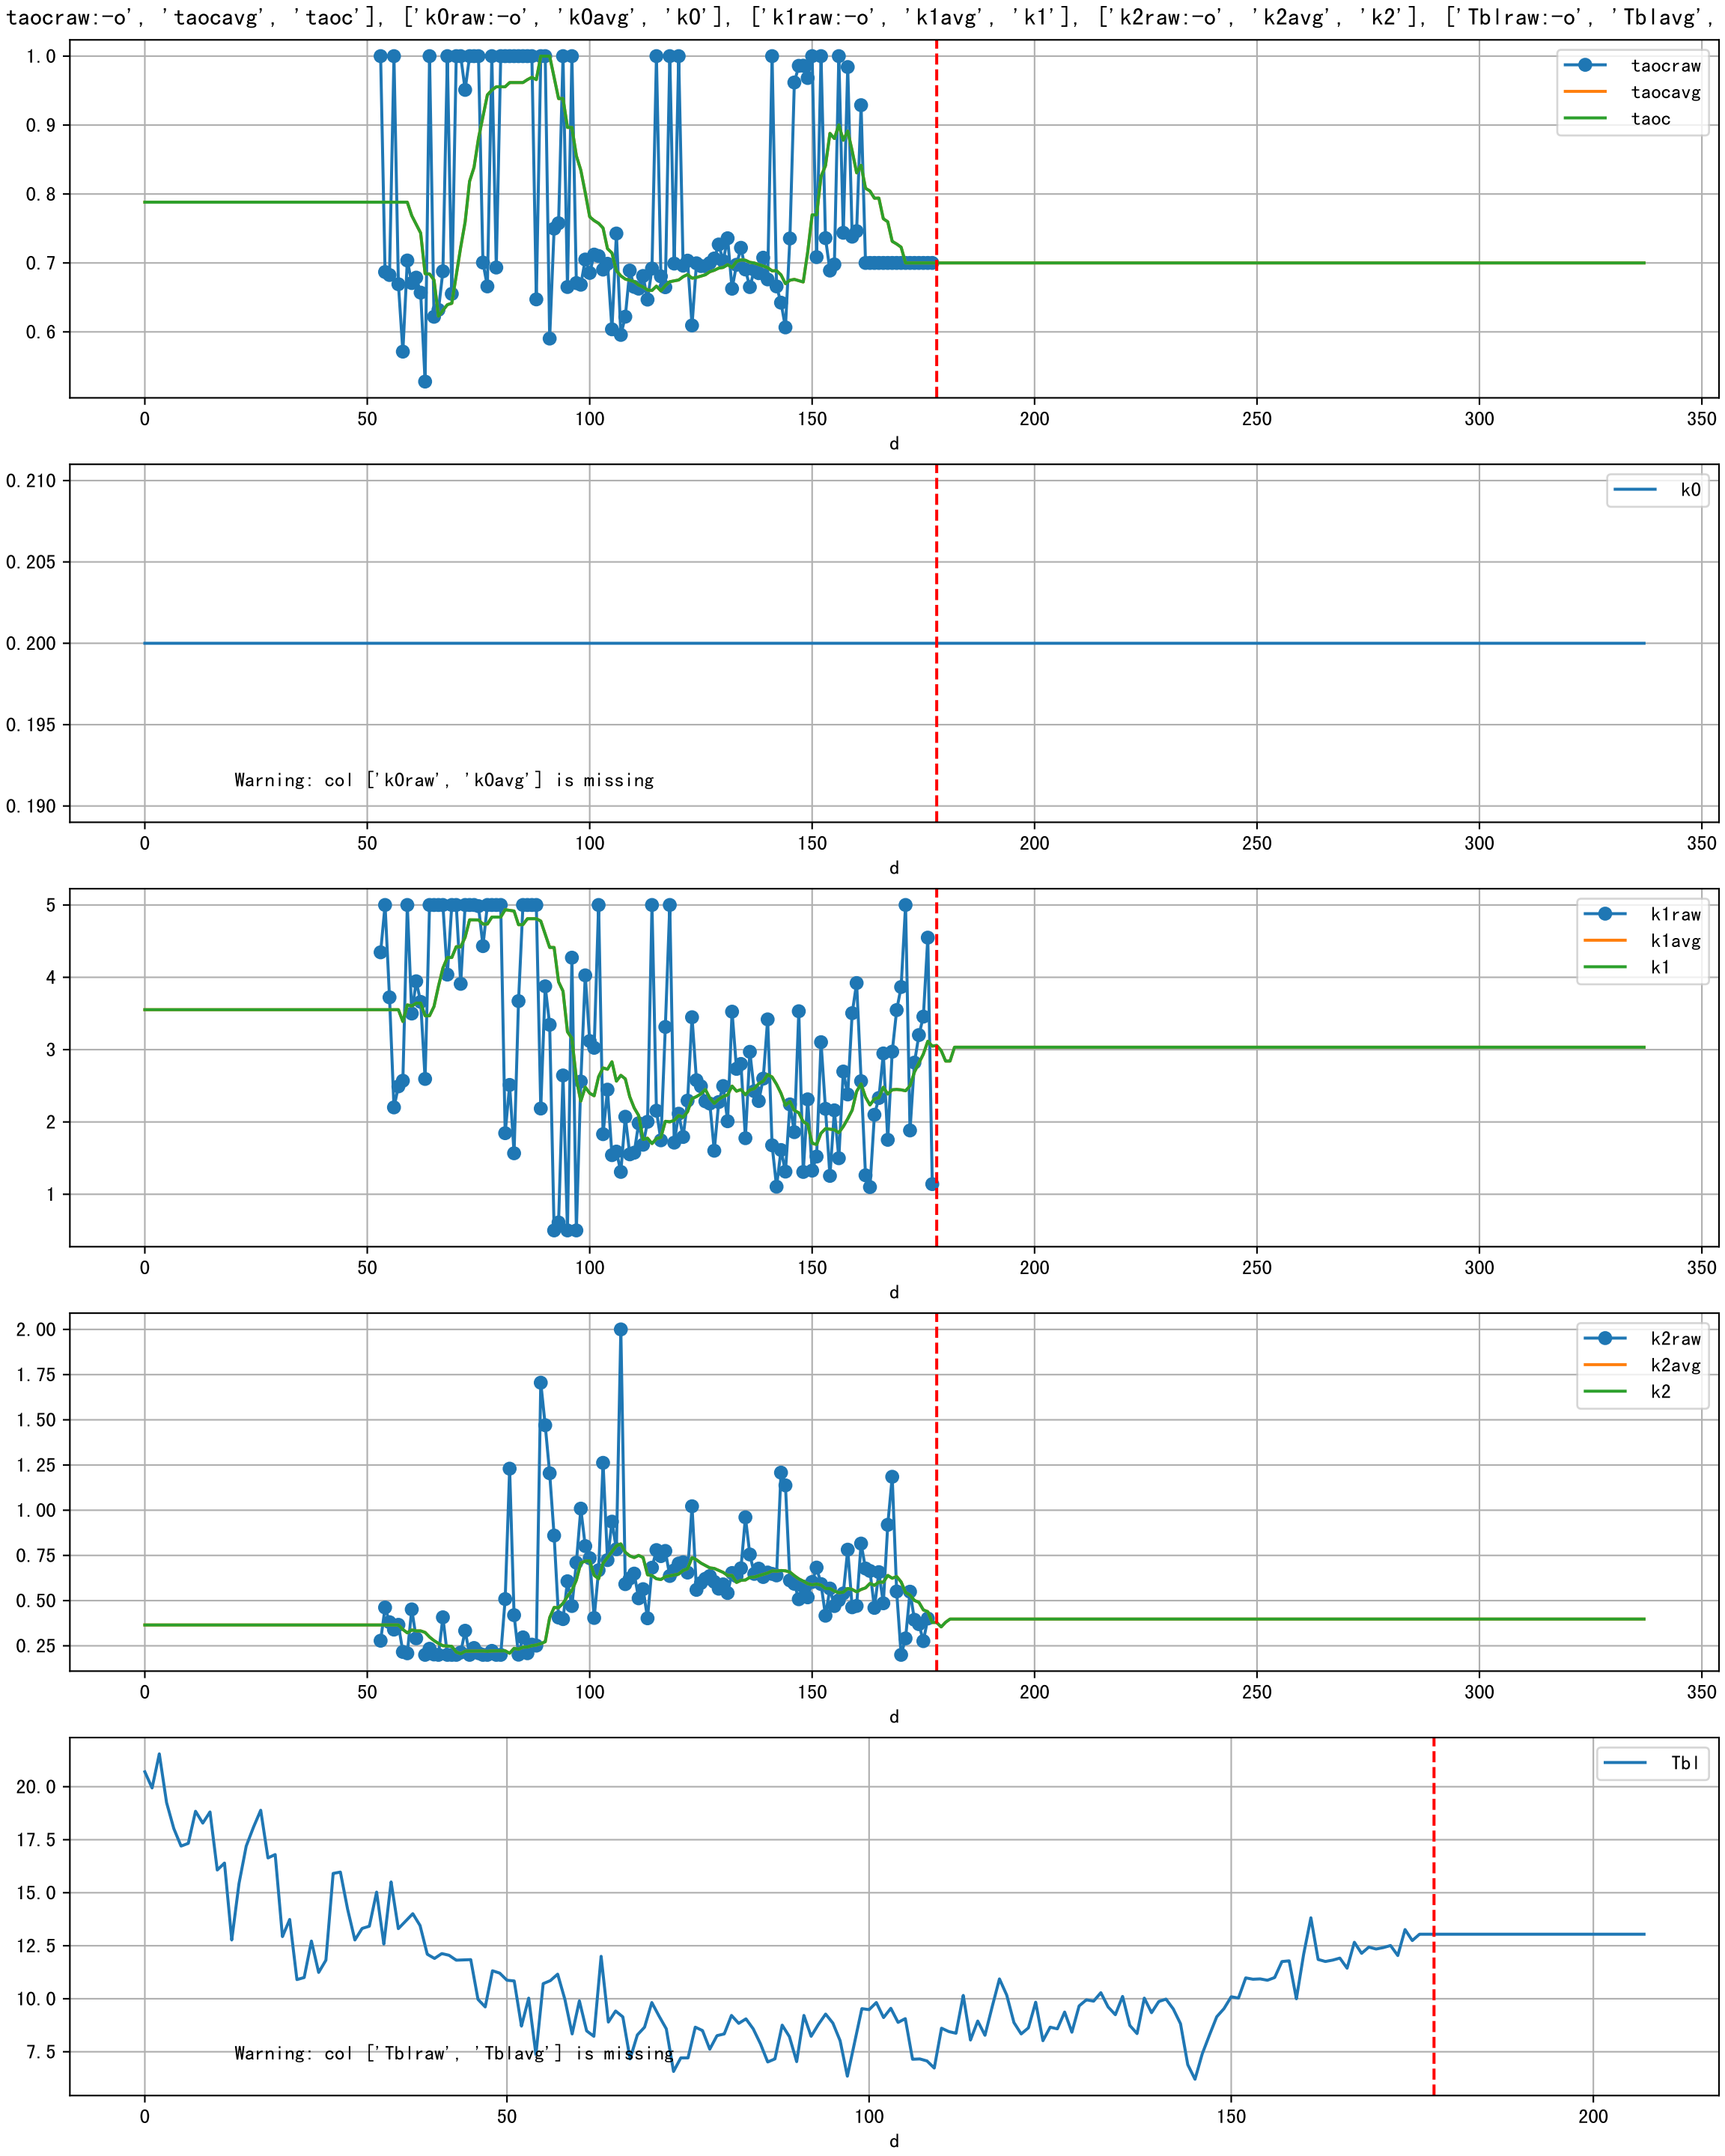 taocraw:-o', 'taocavg', 'taoc'], ['k0raw:-o', 'k0avg', 'k0'], ['k1raw:-o', 'k1avg', 'k1'], ['k2raw:-o', 'k2avg', 'k2'], ['Tblraw:-o', 'Tblavg',
1.0
0.9
0.8
0.7
0.6
taocraw
taocavg
taoc
0 50 100 150 200 250 300 350
d
0.210
0.205
0.200
0.195
0.190
k0
Warning: col ['k0raw', 'k0avg'] is missing
0 50 100 150 200 250 300 350
d
5
4
3
2
1
k1raw
k1avg
k1
0 50 100 150 200 250 300 350
d
2.00
1.75
1.50
1.25
1.00
0.75
0.50
0.25
k2raw
k2avg
k2
0 50 100 150 200 250 300 350
d
20.0
17.5
15.0
12.5
10.0
7.5
Tbl
Warning: col ['Tblraw', 'Tblavg'] is missing
0 50 100 150 200
d